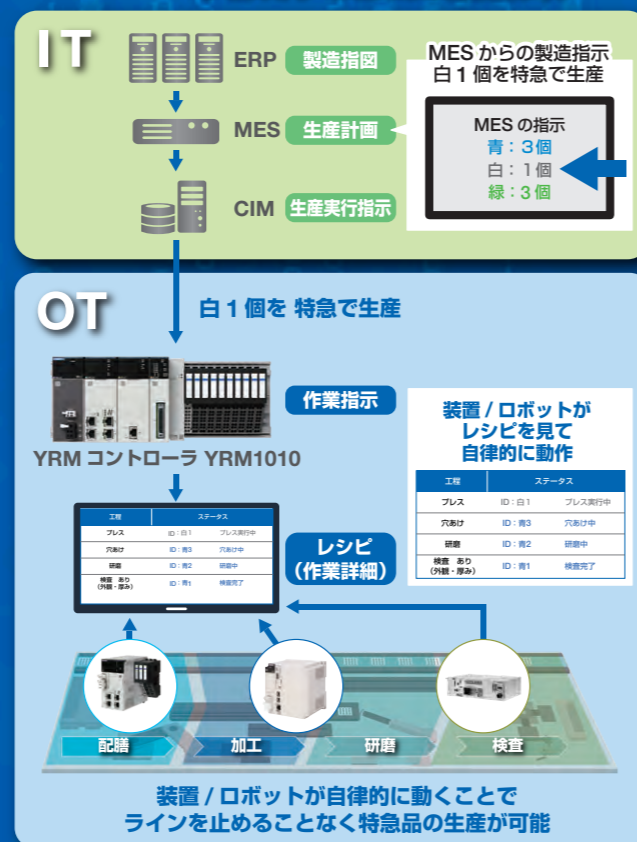 IT
ERP 製造指図
MES 生産計画
CIM 生産実行指示
MES からの製造指示
白1個を特急で生産
MES の指示
青：3個
白：1個
緑：3個
OT
白1個を 特急で生産
作業指示
YRM コントローラ YRM1010
装置 / ロボットが
レシピを見て
自律的に動作
工程 ステータス
プレス ID：白1 プレス実行中
穴あけ ID：青3 穴あけ中
研磨 ID：青2 研磨中
検査 あり
（外観・厚み） ID：青1 検査完了
工程 ステータス
プレス ID：白1 プレス実行中
穴あけ ID：青3 穴あけ中
研磨 ID：青2 研磨中
検査 あり
（外観・厚み） ID：青1 検査完了
レシピ
（作業詳細）
配膳 加工 研磨 検査
装置 / ロボットが自律的に動くことで
ラインを止めることなく特急品の生産が可能